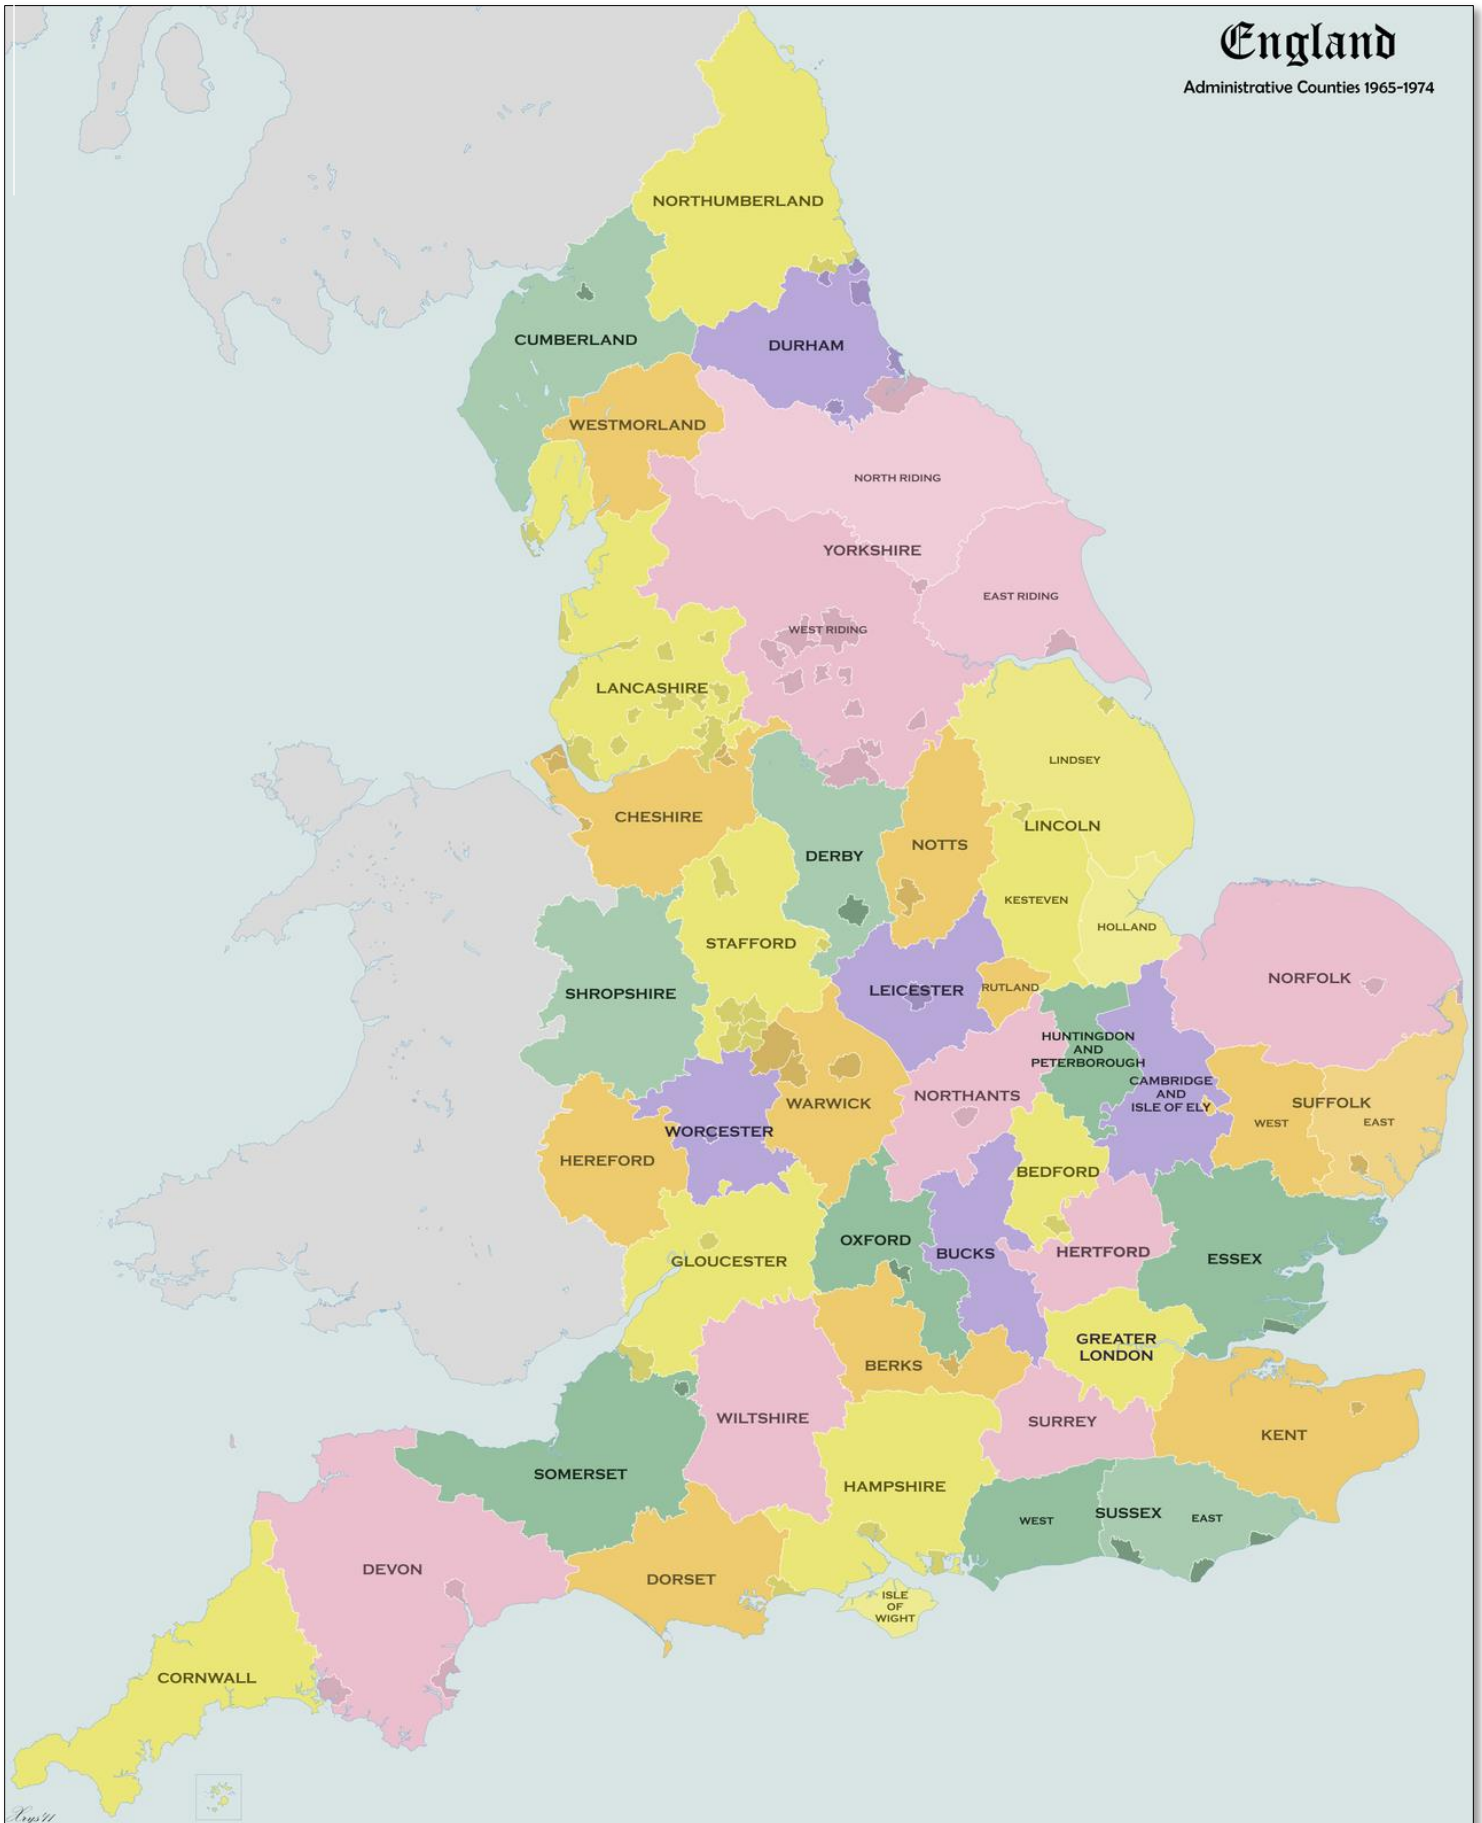 England
Administrative Counties 1965-1974
NORTHUMBERLAND
CUMBERLAND
DURHAM
WESTMORLAND
NORTH RIDING
YORKSHIRE
EAST RIDING
WEST RIDING
LANCASHIRE
LINDSEY
CHESHIRE
LINCOLN
NOTTS
DERBY
KESTEVEN
HOLLAND
STAFFORD
NORFOLK
RUTLAND
LEICESTER
SHROPSHIRE
HUNTINGDON
AND
PETERBOROUGH
CAMBRIDGE
AND
ISLE OF ELY
NORTHANTS
WARWICK
SUFFOLK
WEST
EAST
WORCESTER
HEREFORD
BEDFORD
OXFORD
BUCKS
HERTFORD
ESSEX
GLOUCESTER
GREATER
LONDON
BERKS
WILTSHIRE
SURREY
KENT
SOMERSET
HAMPSHIRE
SUSSEX
WEST
EAST
DEVON
DORSET
ISLE
OF
WIGHT
CORNWALL